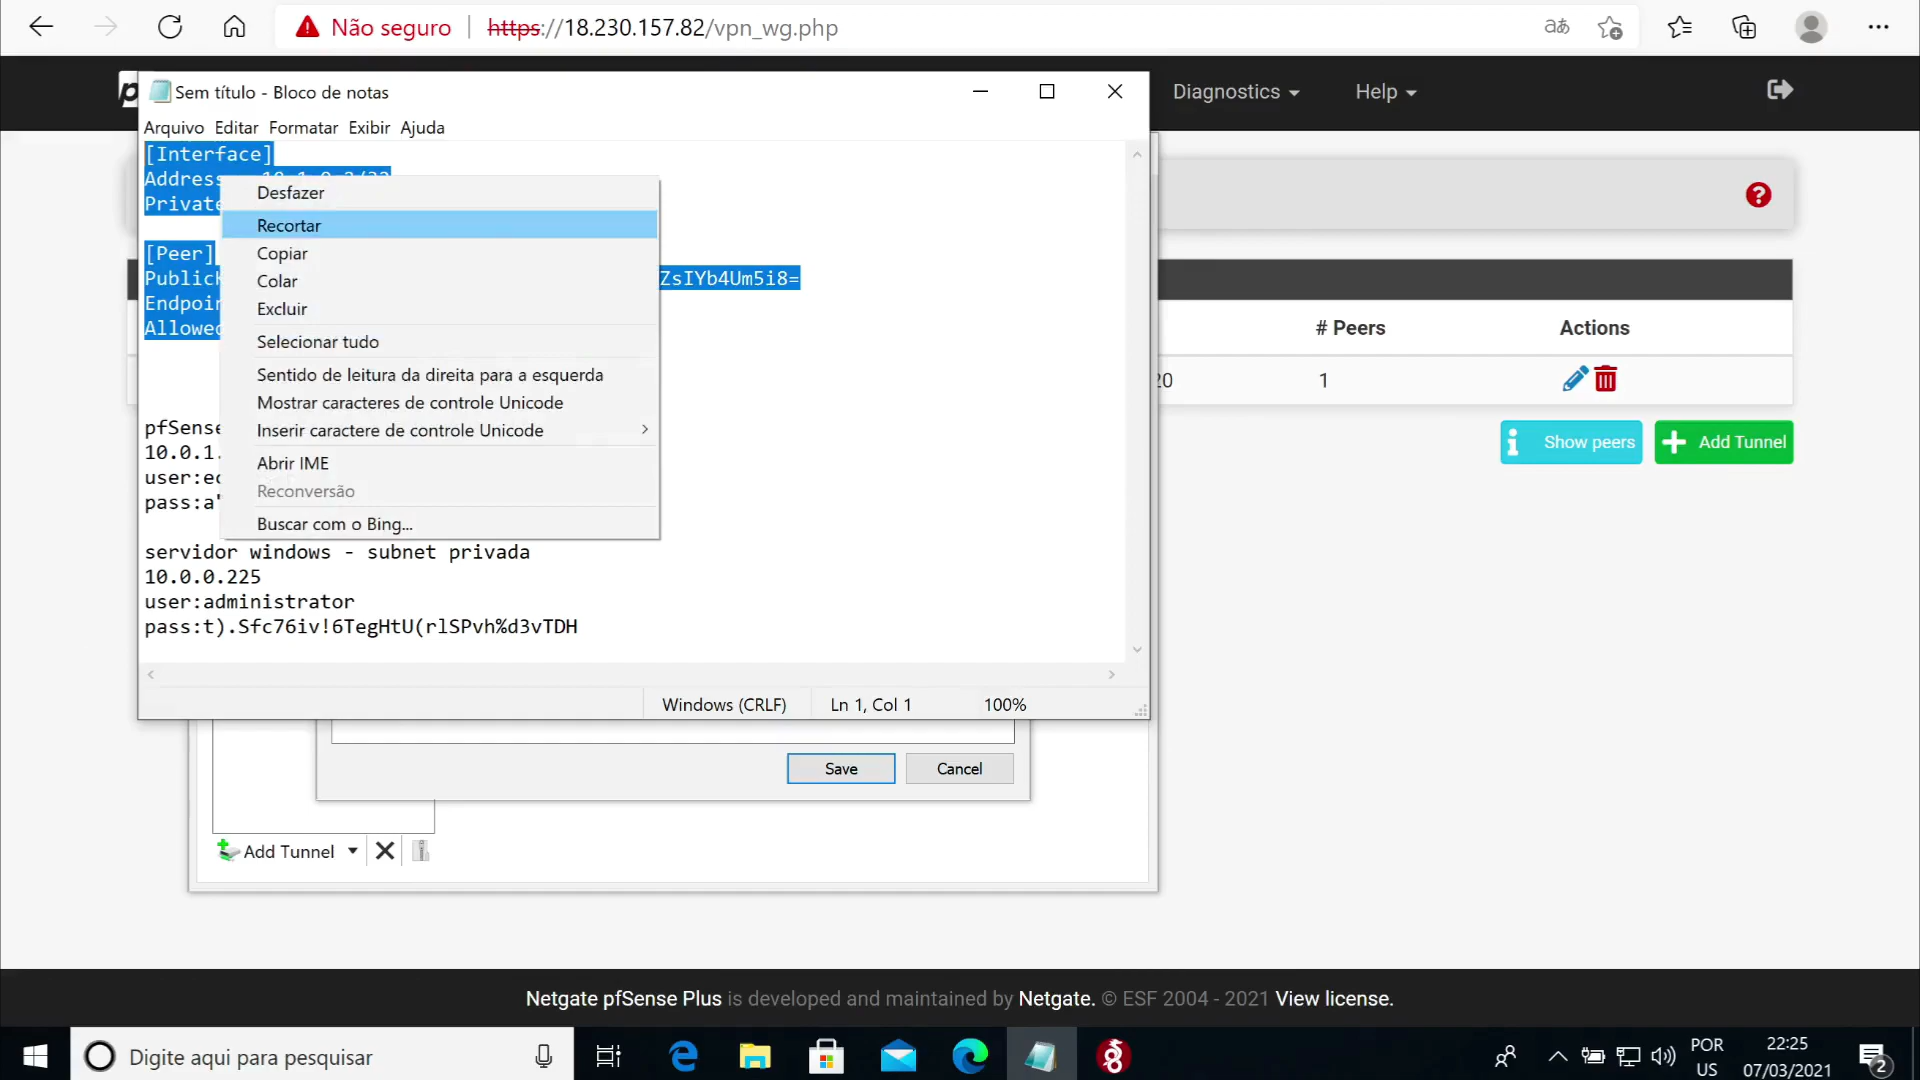 Não seguro
https://18.230.157.82/vpn_wg.php
aあ
Sem título - Bloco de notas
Diagnostics
Help
Arquivo Editar Formatar Exibir Ajuda
[Interface]
Address
Private
Desfazer
Recortar
Copiar
Colar
Excluir
Selecionar tudo
Sentido de leitura da direita para a esquerda
Mostrar caracteres de controle Unicode
Inserir caractere de controle Unicode
Abrir IME
Reconversão
Buscar com o Bing...
[Peer]
ZsIYb4Um5i8=
# Peers
Actions
20
1
Show peers
Add Tunnel
pfSense
10.0.1.
servidor windows - subnet privada
10.0.0.225
user:administrator
pass:t).Sfc76iv!6TegHtU(rlSPvh%d3vTDH
Windows (CRLF)
Ln 1, Col 1
100%
Save
Cancel
Add Tunnel
Netgate pfSense Plus is developed and maintained by Netgate. © ESF 2004 - 2021 View license.
Digite aqui para pesquisar
POR
US
22:25
07/03/2021
2